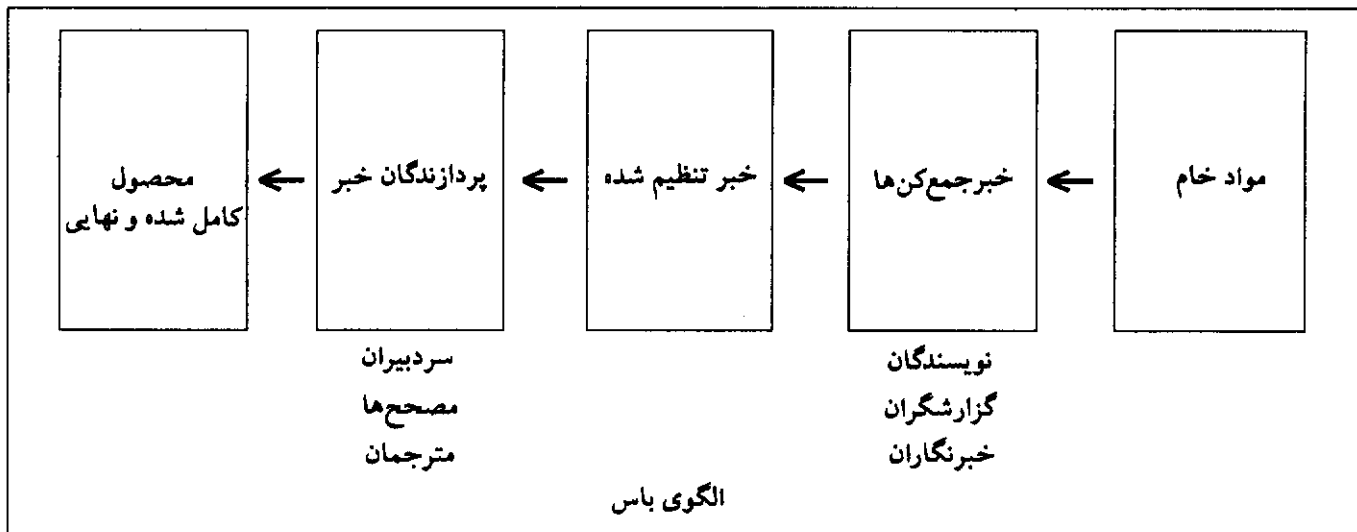 مواد خام
خبرجمع‌کن‌ها
خبر تنظیم شده
پردازندگان خبر
محصول
کامل شده و نهایی
نویسندگان
گزارشگران
خبرنگاران
سردبیران
مصحح‌ها
مترجمان
الگوی باس